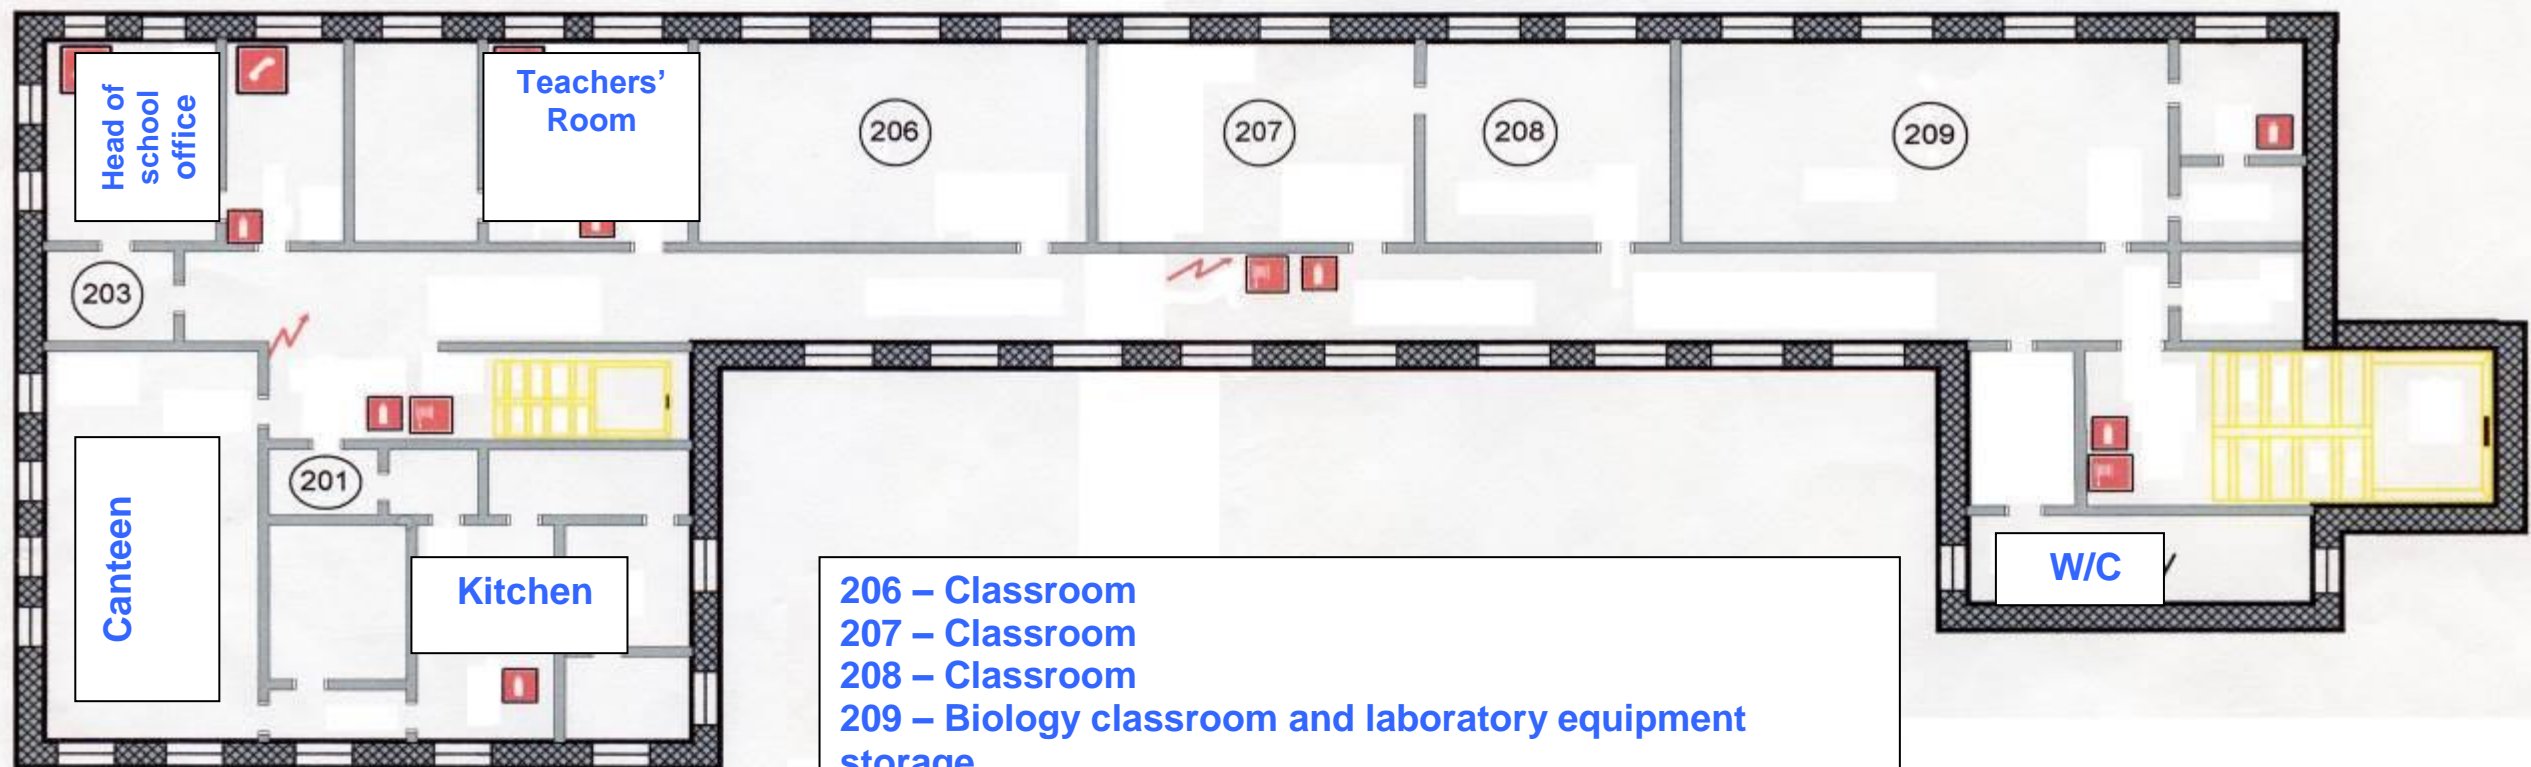 Head of
school
office
Teachers’
Room
206
207
208
209
203
201
Canteen
Kitchen
W/C
206 – Classroom
207 – Classroom
208 – Classroom
209 – Biology classroom and laboratory equipment
storage